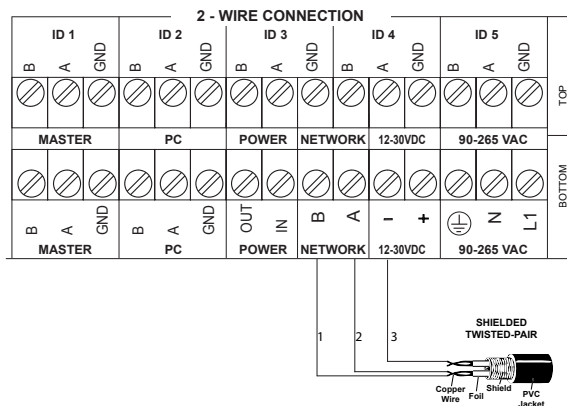 2 - WIRE CONNECTION
ID 1 ID 2 ID 3 ID 4 ID 5
B A GND B A GND B A GND B A GND B A GND
TOP
MASTER PC POWER NETWORK 12-30VDC 90-265 VAC
BOTTOM
B A GND B A GND OUT IN B A - + N L1
MASTER PC POWER NETWORK 12-30VDC 90-265 VAC
1 2 3
SHIELDED
TWISTED-PAIR
Copper
Wire
Foil
Shield
PVC
Jacket